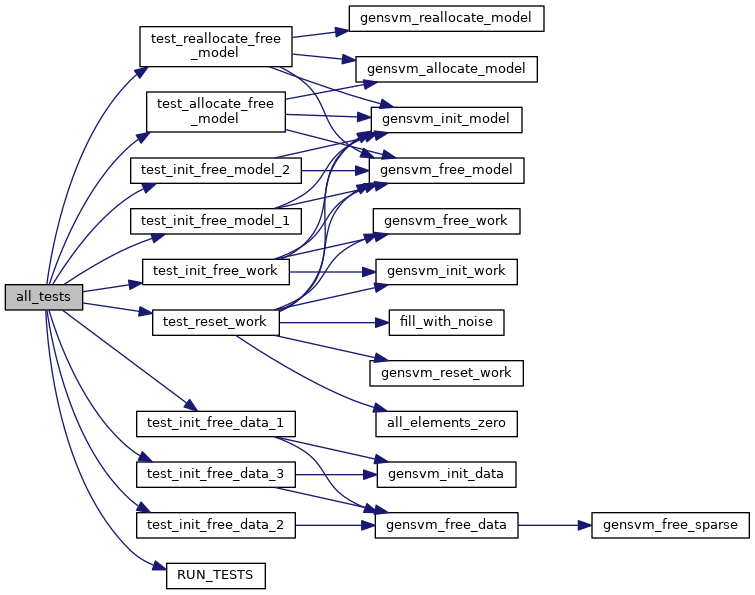 all_tests
test_reallocate_free
_model
test_allocate_free
_model
test_init_free_model_2
test_init_free_model_1
test_init_free_work
test_reset_work
test_init_free_data_1
test_init_free_data_3
test_init_free_data_2
RUN_TESTS
gensvm_reallocate_model
gensvm_allocate_model
gensvm_init_model
gensvm_free_model
gensvm_free_work
gensvm_init_work
fill_with_noise
gensvm_reset_work
all_elements_zero
gensvm_init_data
gensvm_free_data
gensvm_free_sparse